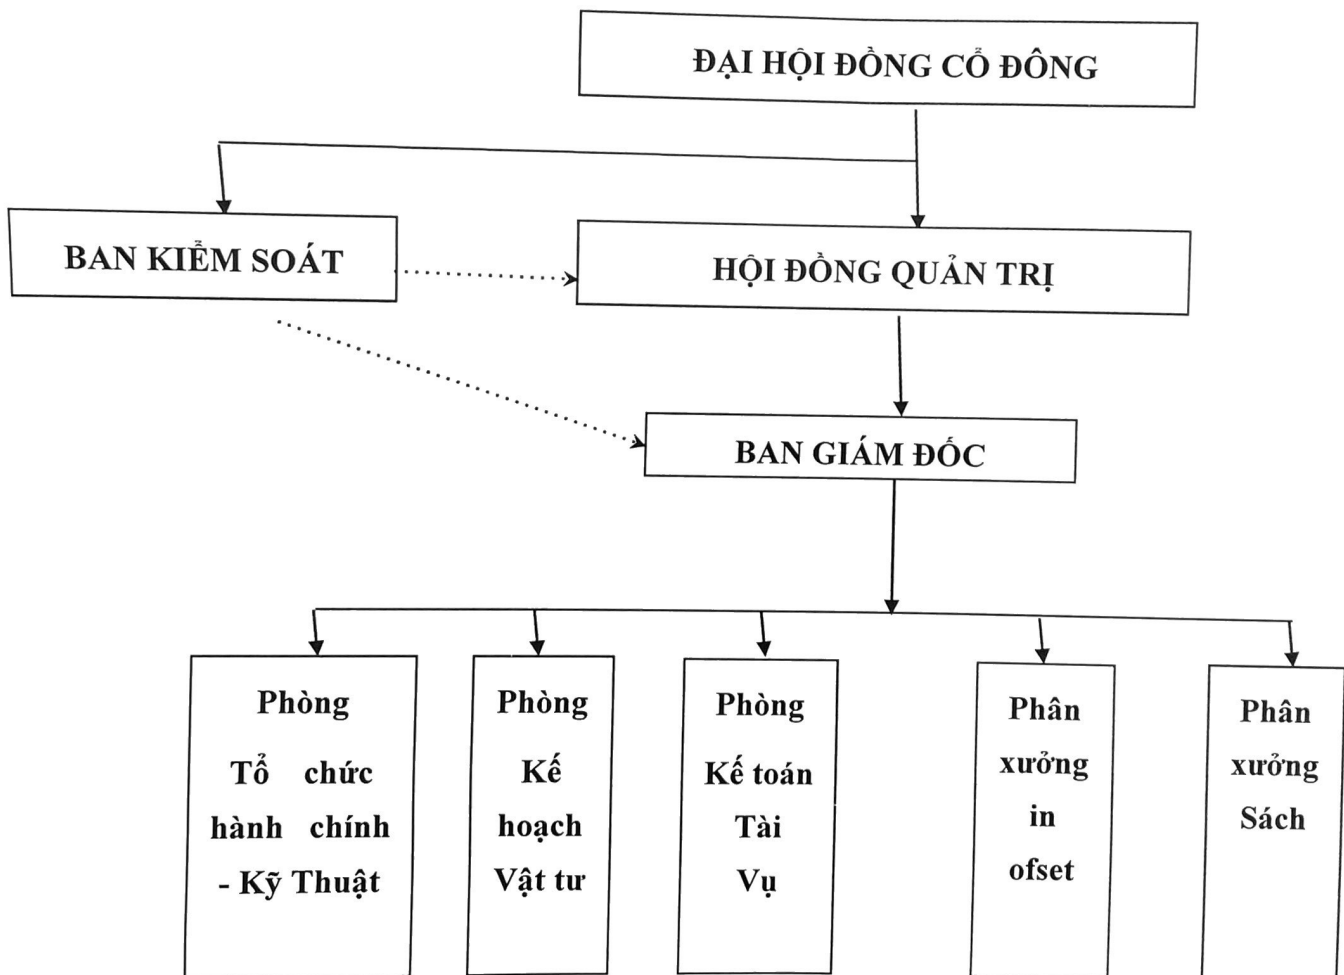 ĐẠI HỘI ĐỒNG CỔ ĐÔNG
BAN KIỂM SOÁT
HỘI ĐỒNG QUẢN TRỊ
BAN GIÁM ĐỐC
Phòng
Tổ chức
hành chính
- Kỹ Thuật
Phòng
Kế
hoạch
Vật tư
Phòng
Kế toán
Tài
Vụ
Phân
xưởng
in
ofset
Phân
xưởng
Sách